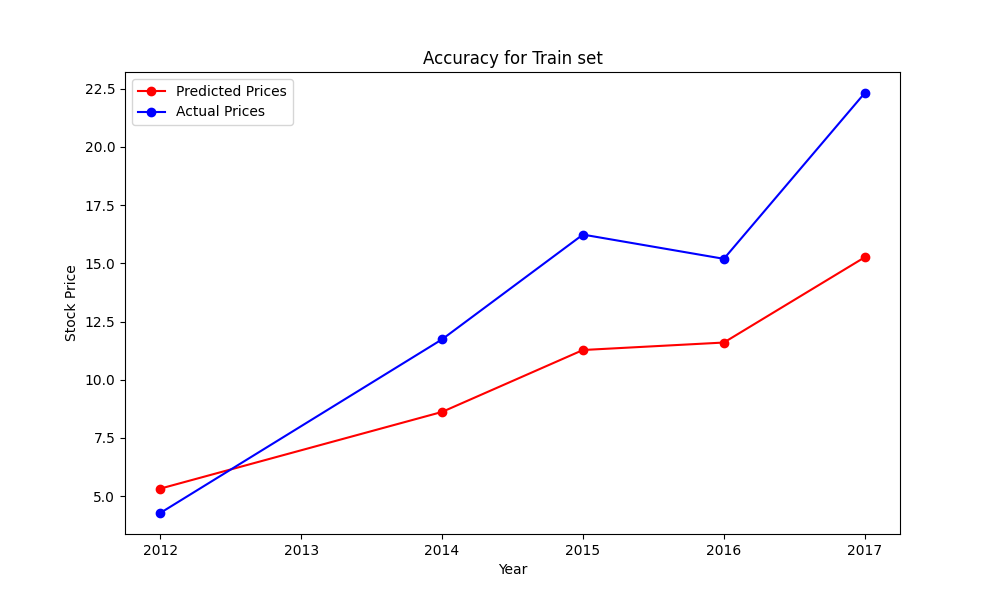 Accuracy for Train set
Predicted Prices
Actual Prices
22.5
20.0
17.5
15.0
12.5
10.0
7.5
5.0
Stock Price
2012 2013 2014 2015 2016 2017
Year